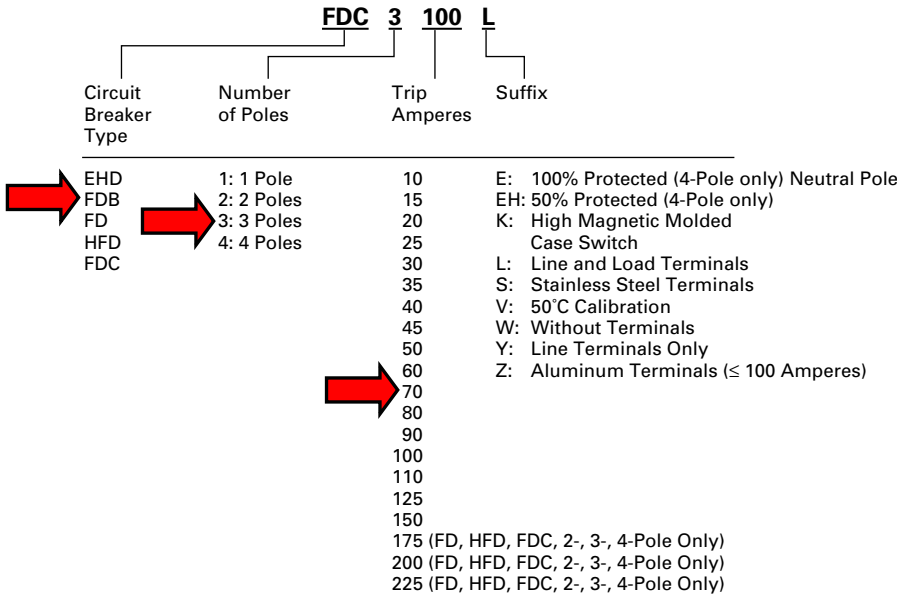 FDC 3 100 L
Circuit Breaker Type
Number of Poles
Trip Amperes
Suffix
EHD
FDB
FD
HFD
FDC
1: 1 Pole
2: 2 Poles
3: 3 Poles
4: 4 Poles
10
15
20
25
30
35
40
45
50
60
70
80
90
100
110
125
150
175 (FD, HFD, FDC, 2-, 3-, 4-Pole Only)
200 (FD, HFD, FDC, 2-, 3-, 4-Pole Only)
225 (FD, HFD, FDC, 2-, 3-, 4-Pole Only)
E: 100% Protected (4-Pole only) Neutral Pole
EH: 50% Protected (4-Pole only)
K: High Magnetic Molded
Case Switch
L: Line and Load Terminals
S: Stainless Steel Terminals
V: 50°C Calibration
W: Without Terminals
Y: Line Terminals Only
Z: Aluminum Terminals (≤ 100 Amperes)